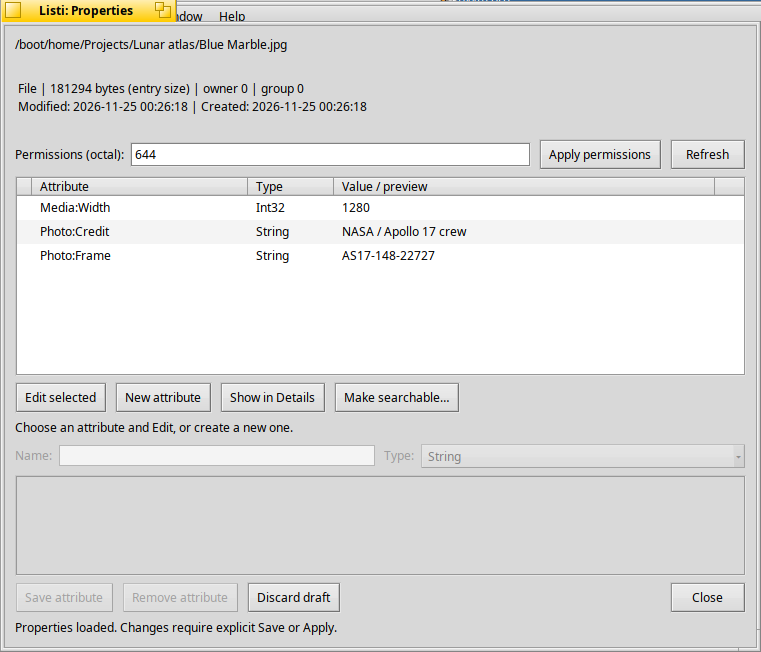 Listi: Properties
Help
/boot/home/Projects/Lunar atlas/Blue Marble.jpg
File | 181294 bytes (entry size) | owner 0 | group 0
Modified: 2026-11-25 00:26:18 | Created: 2026-11-25 00:26:18
Permissions (octal): 644 Apply permissions Refresh
Attribute Type Value / preview
Media:Width Int32 1280
Photo:Credit String NASA / Apollo 17 crew
Photo:Frame String AS17-148-22727
Edit selected New attribute Show in Details Make searchable...
Choose an attribute and Edit, or create a new one.
Name: Type: String
Save attribute Remove attribute Discard draft Close
Properties loaded. Changes require explicit Save or Apply.